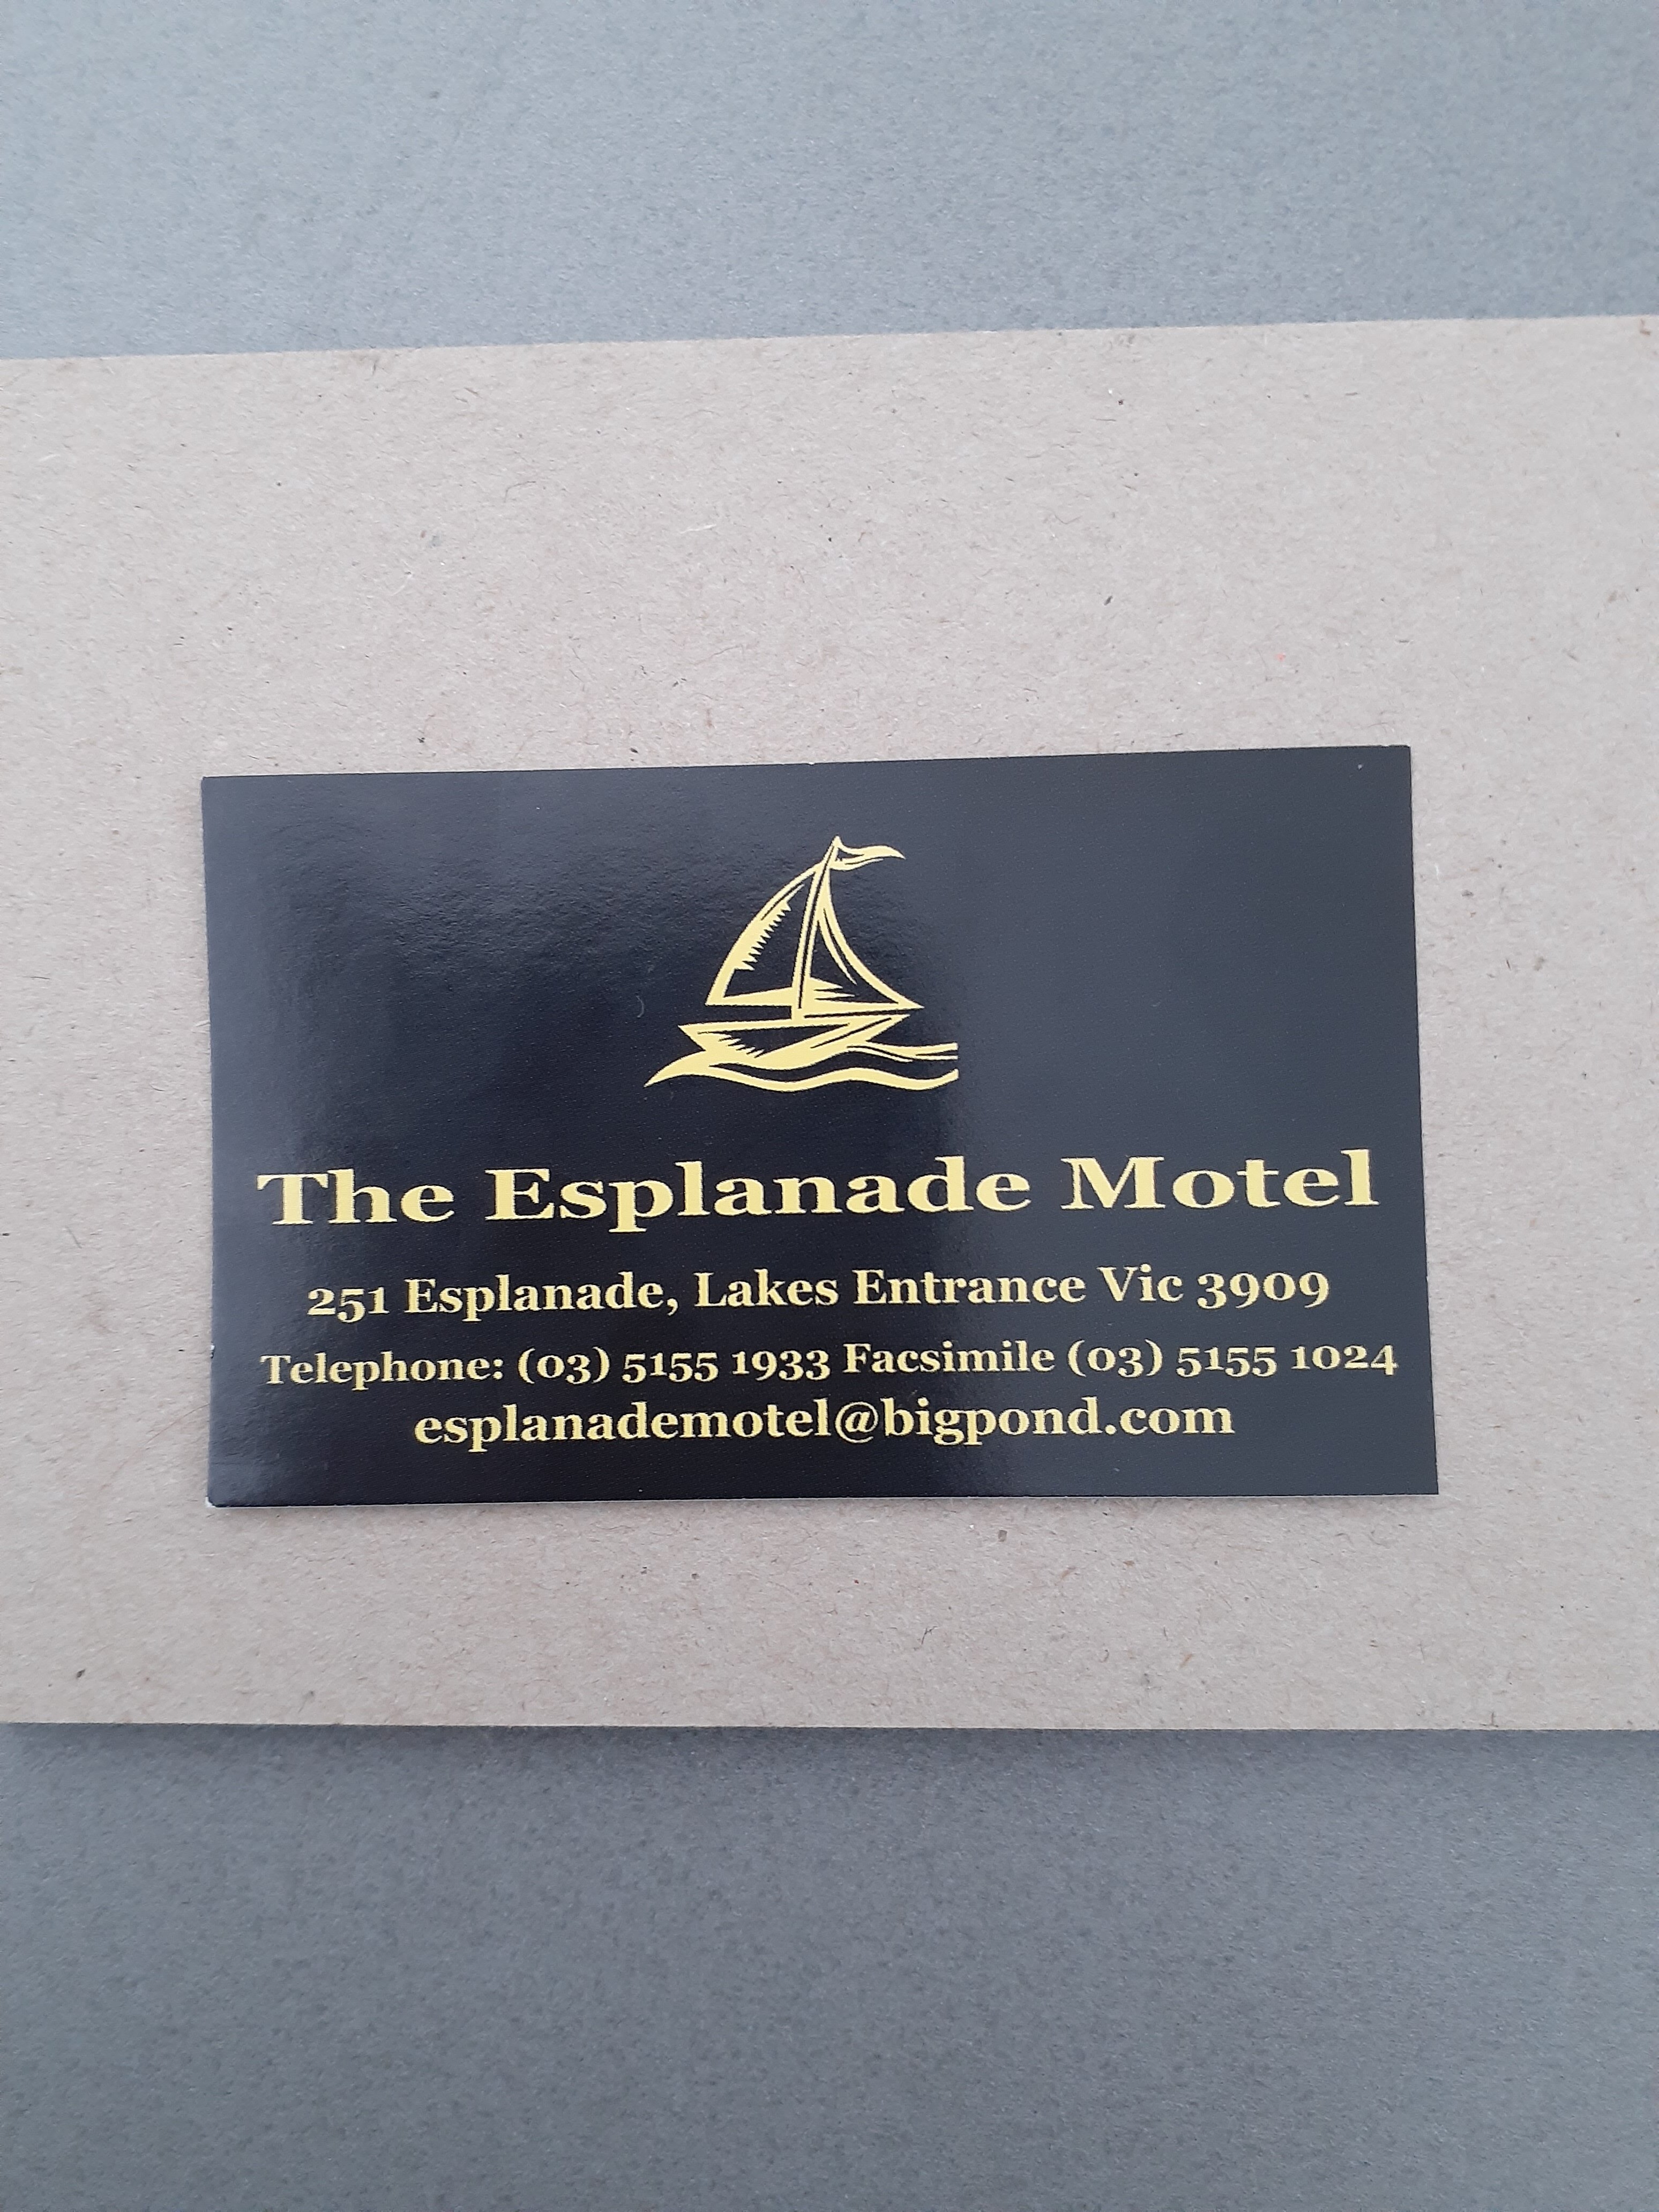 The Esplanade Motel
251 Esplanade, Lakes Entrance Vic 3909
Telephone: (03) 5155 1933 Facsimile (03) 5155 1024
esplanademotel@bigpond.com